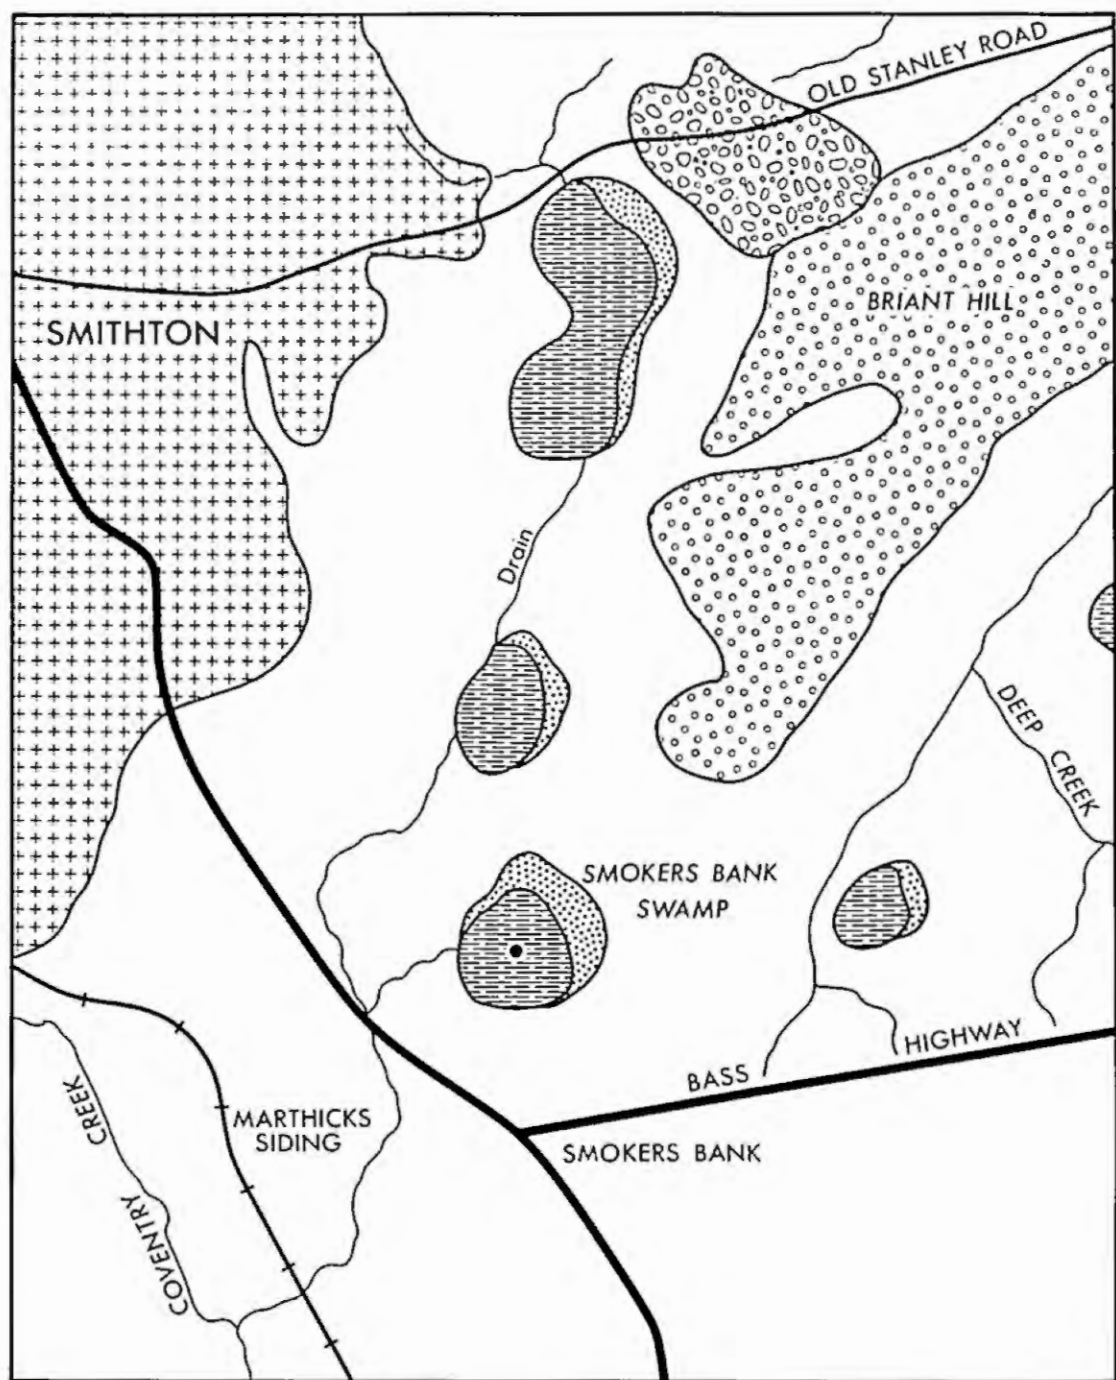 OLD STANLEY ROAD
BRIANT HILL
SMITHTON
Drain
DEEP CREEK
SMOKERS BANK
SWAMP
HIGHWAY
BASS
MARTHICKS
SIDING
SMOKERS BANK
CREEK
COVENTRY